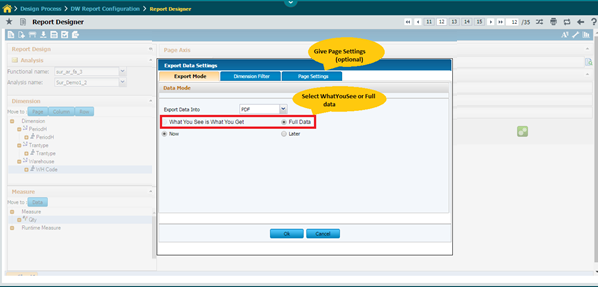 Design Process > DW Report Configuration > Report Designer
Report Designer
11 12 13 14 15 12 /35
Report Design
Page Axis
Analysis
Functional name: sur_ar_fe_3
Analysis name: Sur_Demo1_2
Dimension
Move to: Page Column Row
Dimension
PeriodH
PeriodH
Trantype
Trantype
Warehouse
WH Code
Measure
Move to: Data
Measure
Qty
Runtime Measure
Export Data Settings
Export Mode Dimension Filter Page Settings
Data Mode
Export Data Into PDF
What You See is What You Get Full Data
Now Later
Ok Cancel
Give Page Settings
(optional)
Select WhatYouSee or Full
data